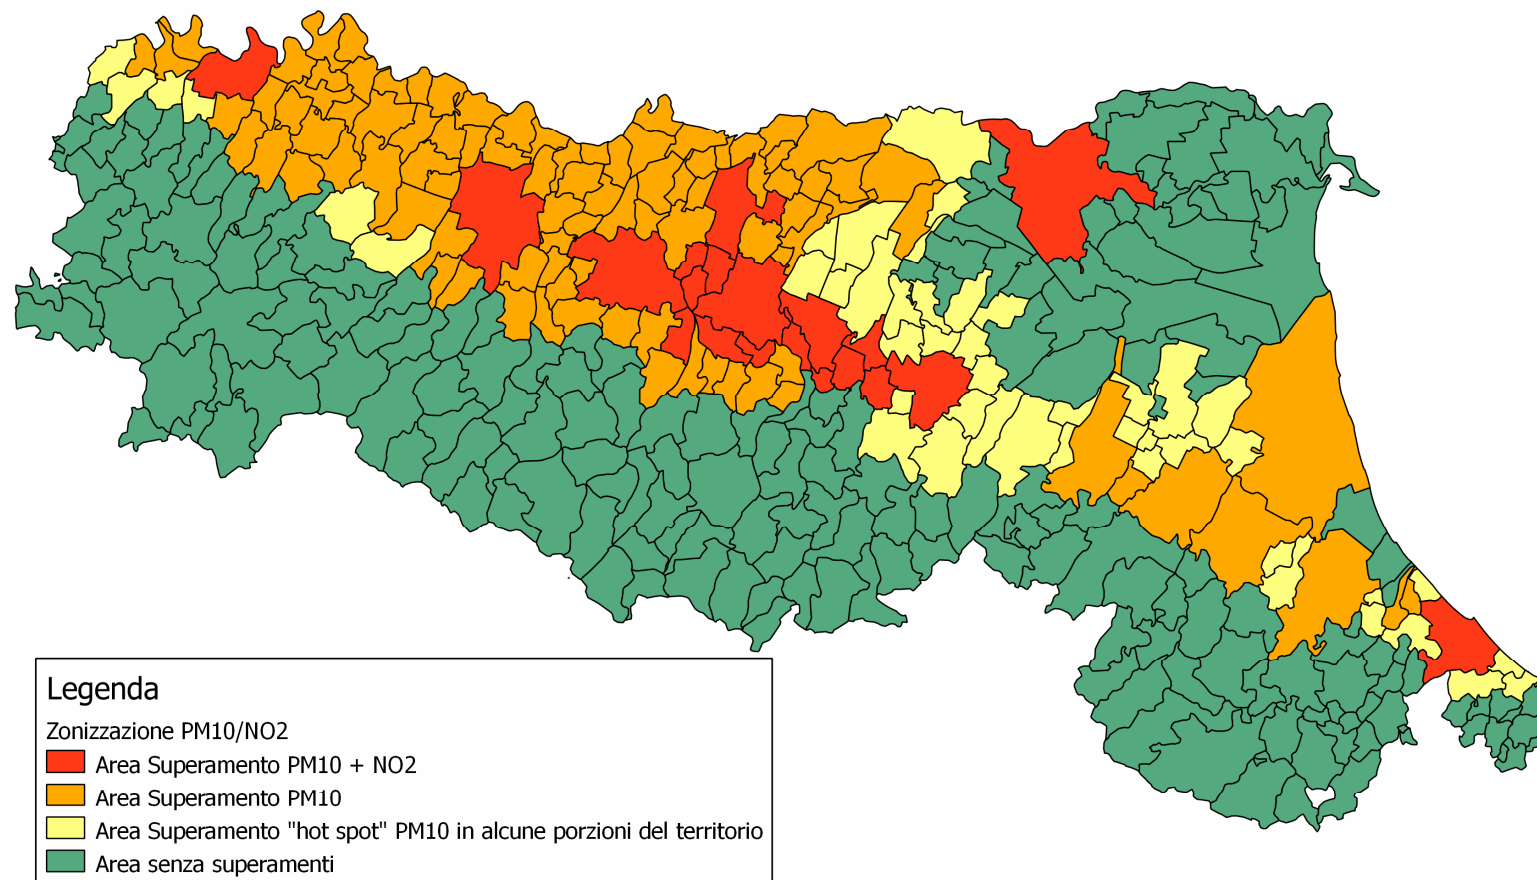 Legenda
Zonizzazione PM10/NO2
Area Superamento PM10 + NO2
Area Superamento PM10
Area Superamento "hot spot" PM10 in alcune porzioni del territorio
Area senza superamenti